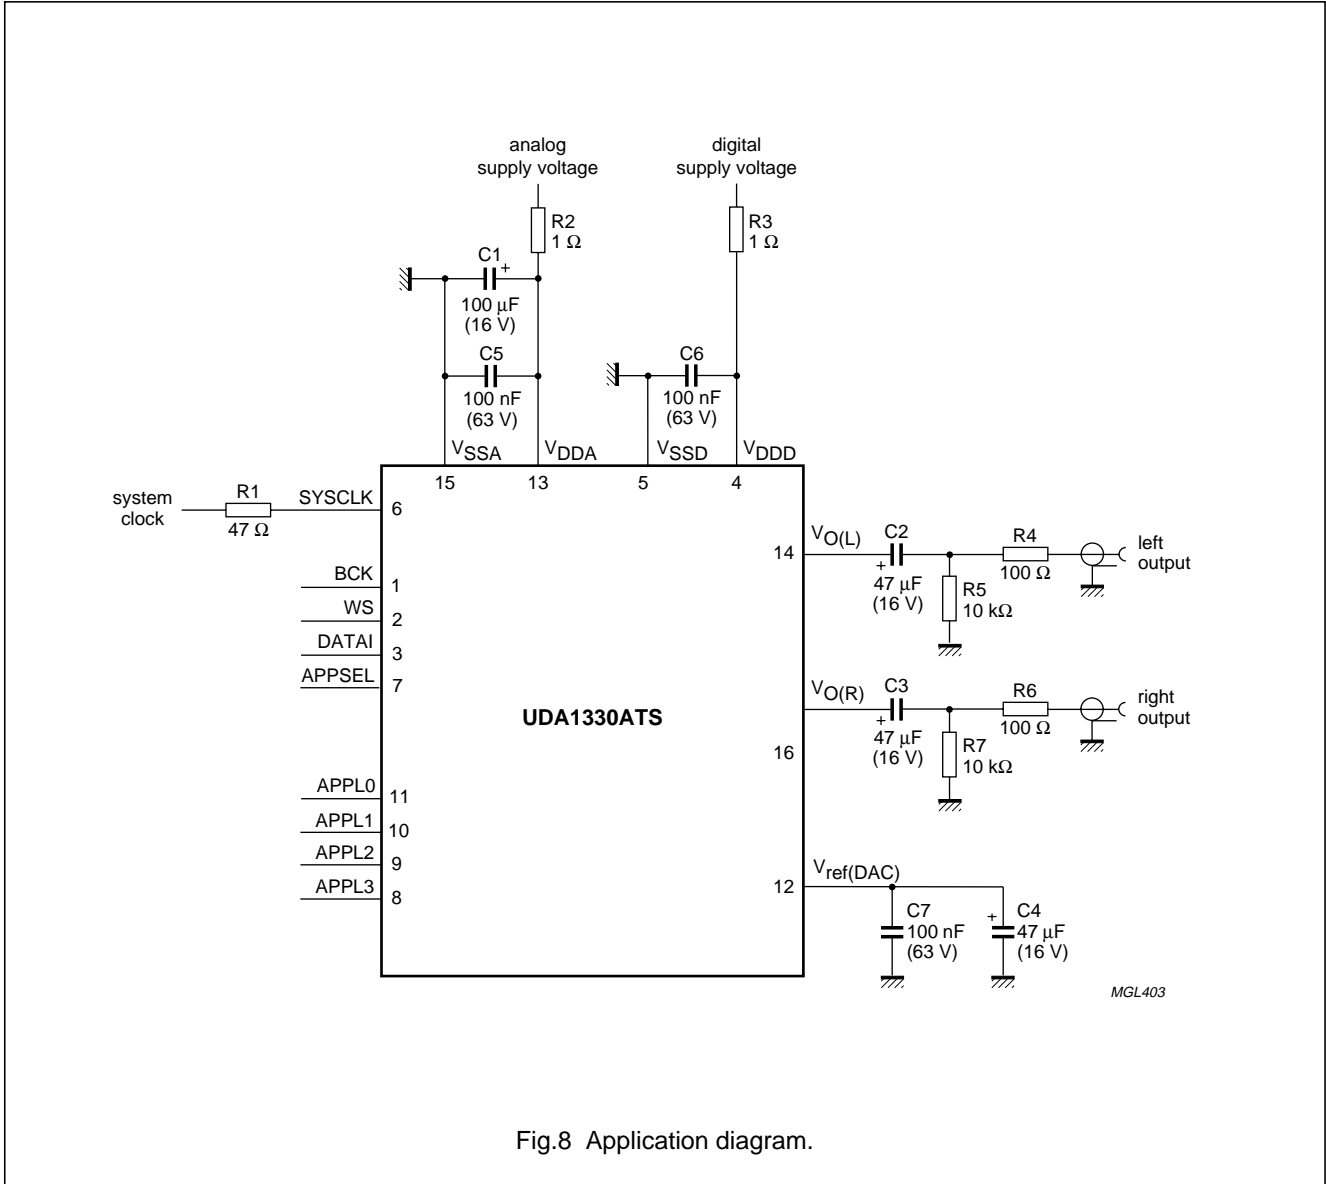 analog
supply voltage
digital
supply voltage
R2
1 Ω
R3
1 Ω
C1
+
100 μF
(16 V)
C5
100 nF
(63 V)
C6
100 nF
(63 V)
VSSA
VDDA
VSSD
VDDD
15
13
5
4
system
clock
R1
47 Ω
SYSCLK
6
BCK
1
WS
2
DATAI
3
APPSEL
7
UDA1330ATS
APPL0
11
APPL1
10
APPL2
9
APPL3
8
14
VO(L)
C2
+
47 μF
(16 V)
R5
10 kΩ
R4
100 Ω
left
output
VO(R)
16
C3
+
47 μF
(16 V)
R7
10 kΩ
R6
100 Ω
right
output
12
Vref(DAC)
C7
100 nF
(63 V)
+
C4
47 μF
(16 V)
MGL403
Fig.8 Application diagram.